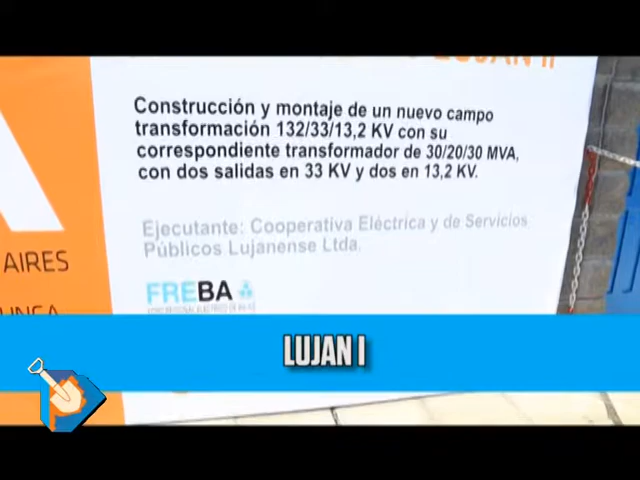 LUJAN II
Construcción y montaje de un nuevo campo
transformación 132/33/13,2 KV con su
correspondiente transformador de 30/20/30 MVA,
con dos salidas en 33 KV y dos en 13,2 KV.
Ejecutante: Cooperativa Eléctrica y de Servicios
Públicos Lujanense Ltda.
AIRES
FREBA
LUJAN I